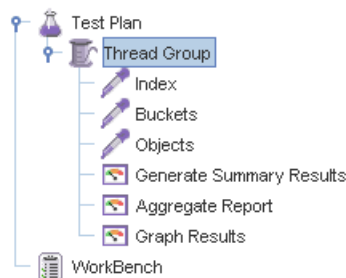 Test Plan
Thread Group
Index
Buckets
Objects
Generate Summary Results
Aggregate Report
Graph Results
WorkBench